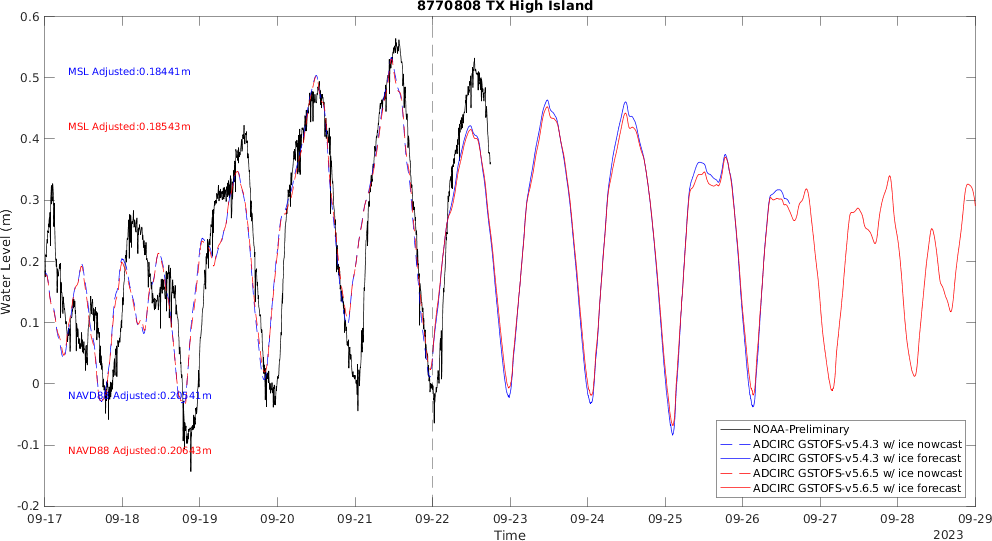 8770808 TX High Island
0.6
0.5
0.4
0.3
0.2
0.1
0
-0.1
-0.2
Water Level (m)
MSL Adjusted:0.18441m
MSL Adjusted:0.18543m
NAVD88 Adjusted:0.20541m
NAVD88 Adjusted:0.20643m
NOAA-Preliminary
ADCIRC GSTOFS-v5.4.3 w/ ice nowcast
ADCIRC GSTOFS-v5.4.3 w/ ice forecast
ADCIRC GSTOFS-v5.6.5 w/ ice nowcast
ADCIRC GSTOFS-v5.6.5 w/ ice forecast
09-17 09-18 09-19 09-20 09-21 09-22 09-23 09-24 09-25 09-26 09-27 09-28 09-29
Time
2023